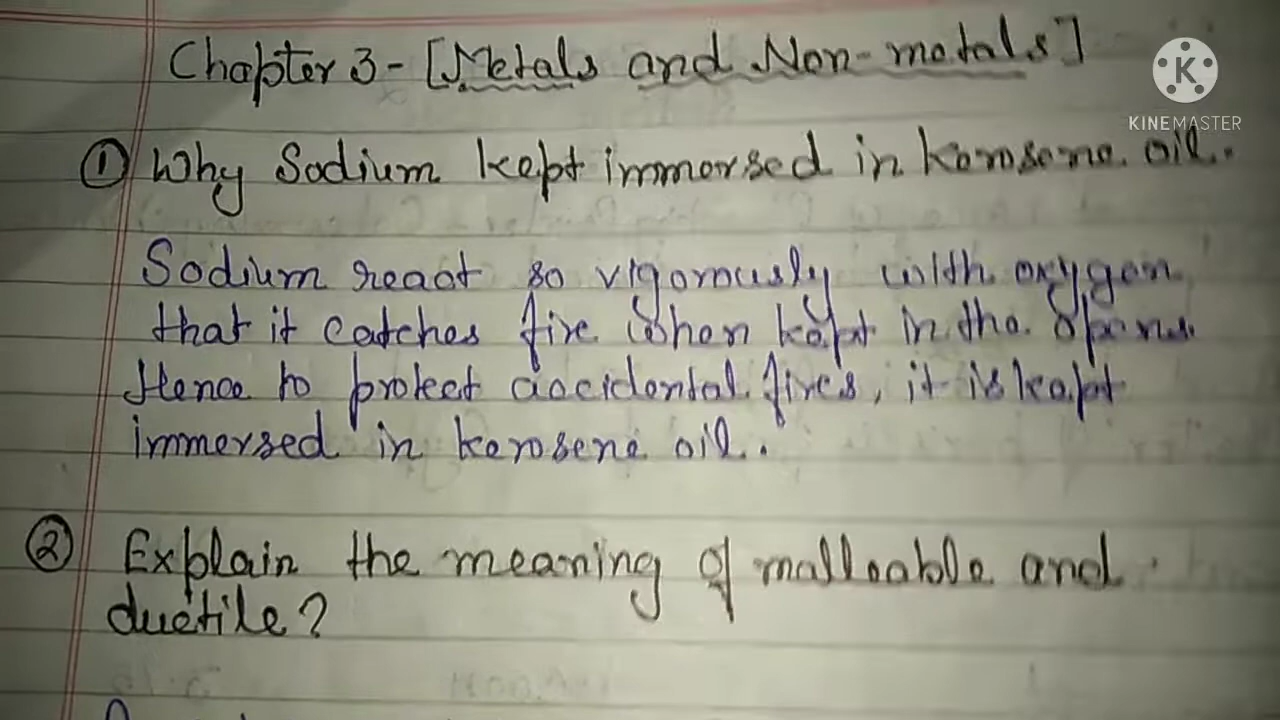 Chapter 3 - [Metals and Non-metals]
K
KINEMASTER
① Why Sodium kept immersed in kerosene oil.
Sodium react so vigorously with oxygen
that it catches fire when kept in the open.
Hence to protect accidental fires, it is kept
immersed in kerosene oil.
② Explain the meaning of malleable and
ductile?